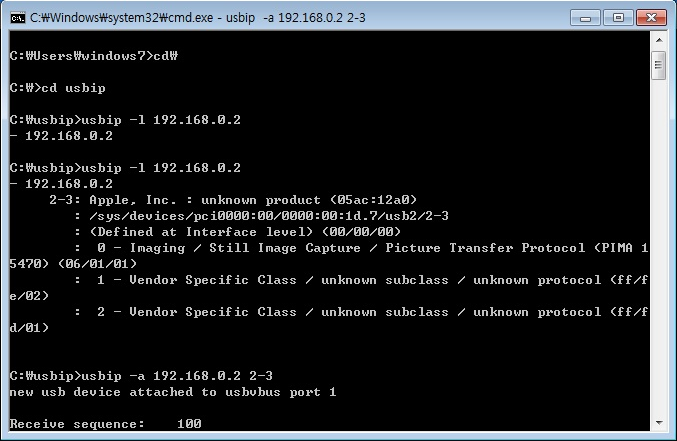 C:\Windows\system32\cmd.exe - usbip  -a 192.168.0.2 2-3
C:\Users\windows7>cd\
C:\>cd usbip
C:\usbip>usbip -l 192.168.0.2
- 192.168.0.2
C:\usbip>usbip -l 192.168.0.2
- 192.168.0.2
     2-3: Apple, Inc. : unknown product (05ac:12a0)
        : /sys/devices/pci0000:00/0000:00:1d.7/usb2/2-3
        : (Defined at Interface level) (00/00/00)
        :  0 - Imaging / Still Image Capture / Picture Transfer Protocol (PIMA 1
5470) (06/01/01)
        :  1 - Vendor Specific Class / unknown subclass / unknown protocol (ff/f
e/02)
        :  2 - Vendor Specific Class / unknown subclass / unknown protocol (ff/f
d/01)
C:\usbip>usbip -a 192.168.0.2 2-3
new usb device attached to usbvbus port 1
Receive sequence:    100